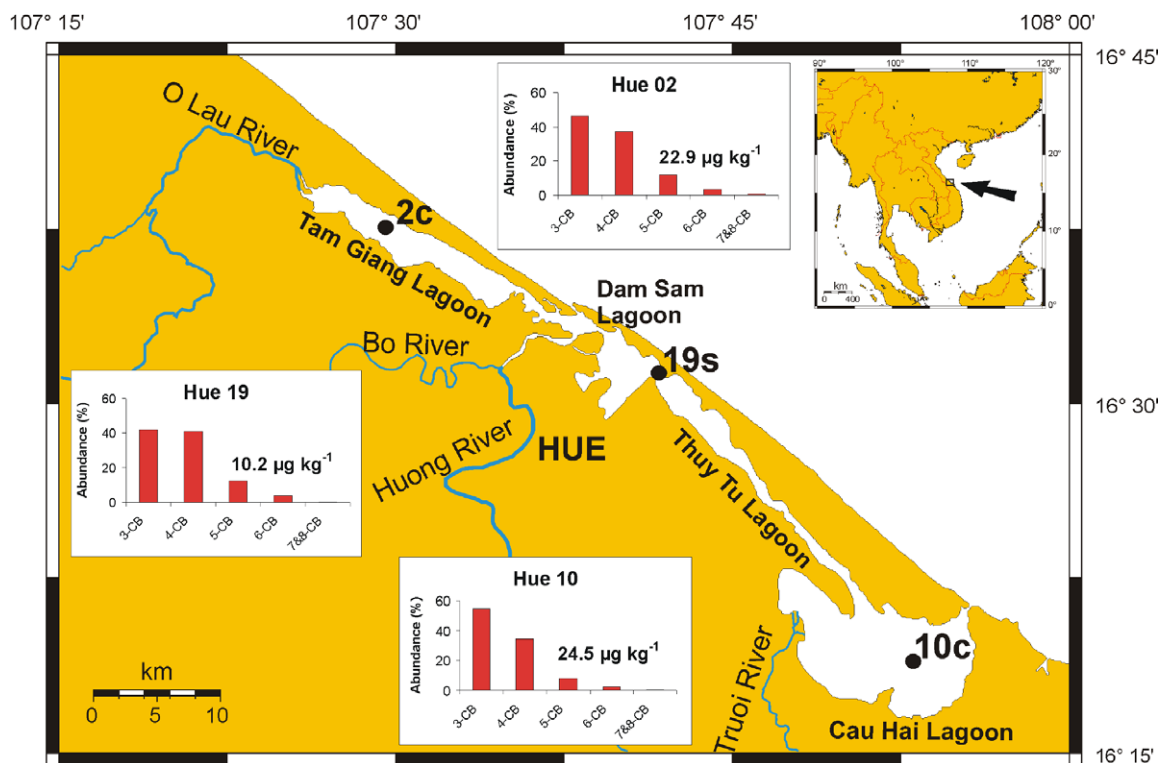 107° 15'
107° 30'
107° 45'
108° 00'
16° 45'
16° 30'
16° 15'
O Lau River
2c
Tam Giang Lagoon
Hue 02
Abundance (%)
60
40
20
0
22.9 µg kg-1
3-CB
4-CB
5-CB
6-CB
7&8-CB
90°
100°
110°
120°
30°
20°
10°
0°
km
0 400
Dam Sam
Lagoon
19s
Bo River
Huong River
HUE
Thuy Tu Lagoon
Hue 19
Abundance (%)
60
40
20
0
10.2 µg kg-1
3-CB
4-CB
5-CB
6-CB
7&8-CB
Hue 10
Abundance (%)
60
40
20
0
24.5 µg kg-1
3-CB
4-CB
5-CB
6-CB
7&8-CB
km
0 2 4 6 8 10
Truoi River
10c
Cau Hai Lagoon